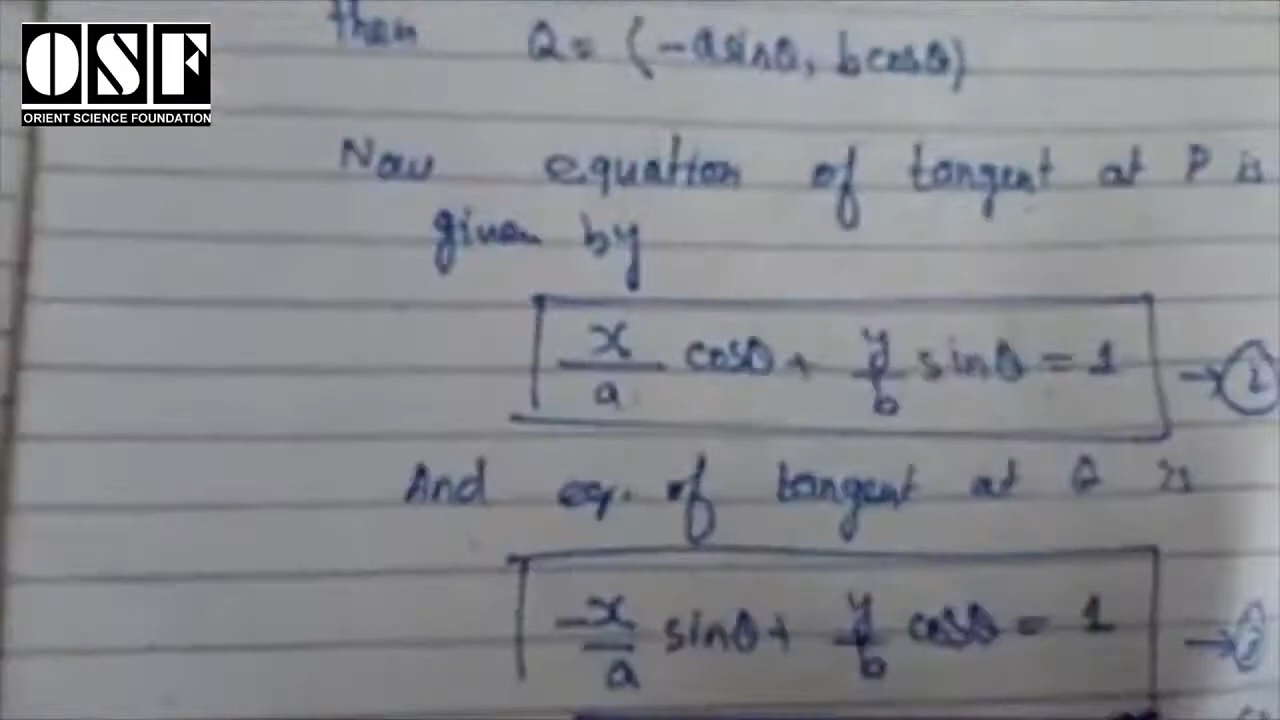 OSF
ORIENT SCIENCE FOUNDATION
then Q = (-a sinθ, b cosθ)
Now equation of tangent at P is
given by
x/a cosθ + y/b sinθ = 1 → 2
And eq. of tangent at Q is
-x/a sinθ + y/b cosθ = 1 →